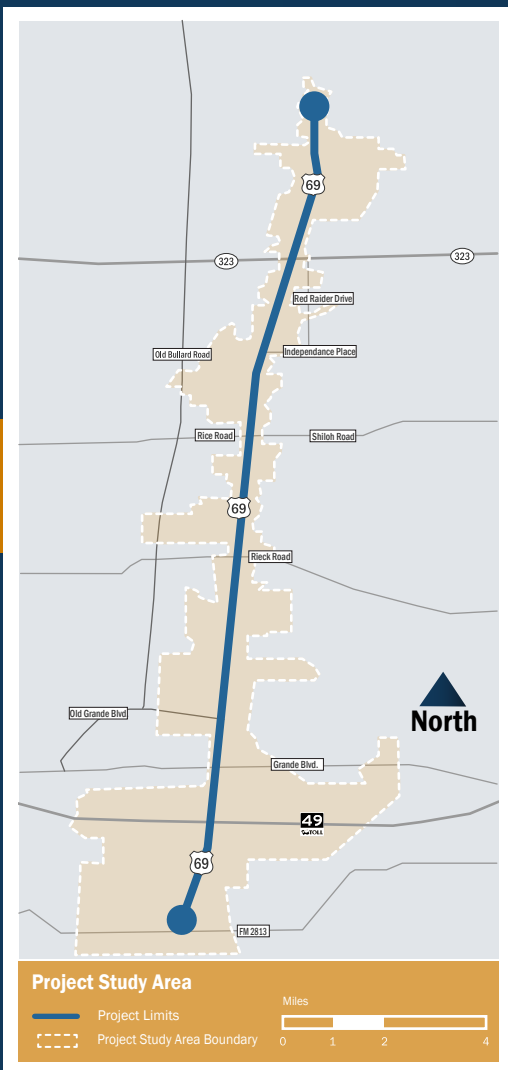 69
323
323
Red Raider Drive
Independance Place
Old Bullard Road
Rice Road
Shiloh Road
69
Rieck Road
Old Grande Blvd
North
Grande Blvd.
49
TOLL
69
FM 2813
Project Study Area
Miles
Project Limits
Project Study Area Boundary
0 1 2 4